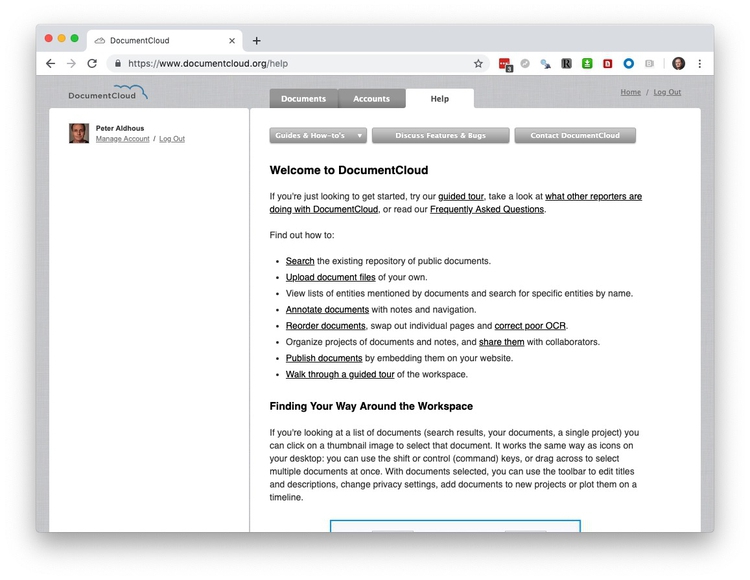 DocumentCloud
https://www.documentcloud.org/help
3
DocumentCloud
Documents
Accounts
Help
Home / Log Out
Peter Aldhous
Manage Account / Log Out
Guides & How-to's
Discuss Features & Bugs
Contact DocumentCloud
Welcome to DocumentCloud
If you're just looking to get started, try our guided tour, take a look at what other reporters are
doing with DocumentCloud, or read our Frequently Asked Questions.
Find out how to:
• Search the existing repository of public documents.
• Upload document files of your own.
• View lists of entities mentioned by documents and search for specific entities by name.
• Annotate documents with notes and navigation.
• Reorder documents, swap out individual pages and correct poor OCR.
• Organize projects of documents and notes, and share them with collaborators.
• Publish documents by embedding them on your website.
• Walk through a guided tour of the workspace.
Finding Your Way Around the Workspace
If you're looking at a list of documents (search results, your documents, a single project) you
can click on a thumbnail image to select that document. It works the same way as icons on
your desktop: you can use the shift or control (command) keys, or drag across to select
multiple documents at once. With documents selected, you can use the toolbar to edit titles
and descriptions, change privacy settings, add documents to new projects or plot them on a
timeline.